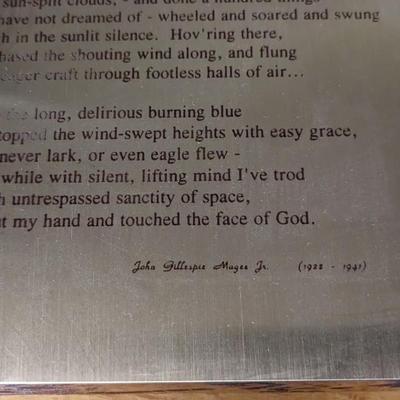 sun-split clouds, - and done a hundred things
have not dreamed of - wheeled and soared and swung
h in the sunlit silence. Hov'ring there,
hased the shouting wind along, and flung
eager craft through footless halls of air...
the long, delirious burning blue
topped the wind-swept heights with easy grace,
never lark, or even eagle flew -
while with silent, lifting mind I've trod
h untrespassed sanctity of space,
ut my hand and touched the face of God.
John Gillespie Magee Jr. (1922 - 1941)